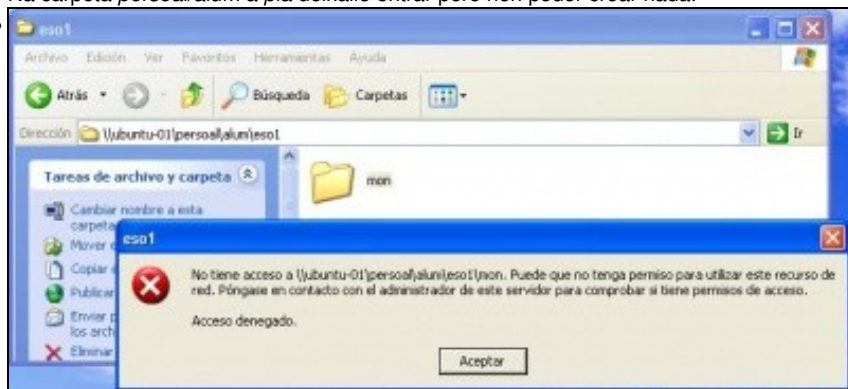 Na carpeta persoal/alum a pia deixalle entrar pero non poder crear nada.
eso1
Archivo Edición Ver Favoritos Herramientas Ayuda
Atrás Búsqueda Carpetas
Dirección \\ubuntu-01\persoal\alum\eso1 Ir
Tareas de archivo y carpeta
mon
Cambiar nombre a esta
carpeta
Mover
Copiar
Publicar
Enviar
los arch
Eliminar
eso1
No tiene acceso a \\ubuntu-01\persoal\alum\eso1\mon. Puede que no tenga permiso para utilizar este recurso de
red. Póngase en contacto con el administrador de este servidor para comprobar si tiene permisos de acceso.
Acceso denegado.
Aceptar